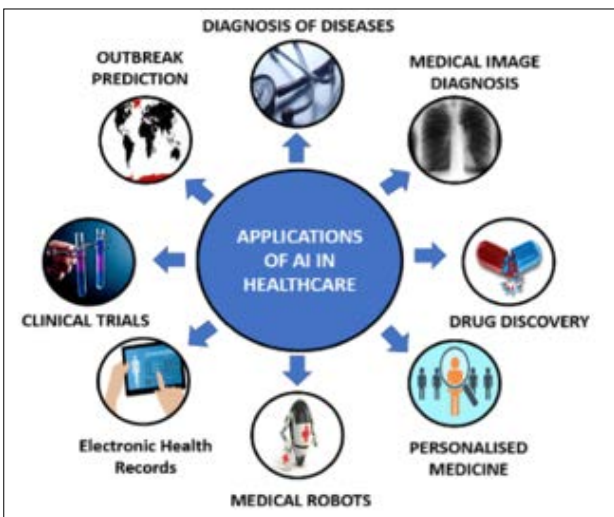 DIAGNOSIS OF DISEASES
OUTBREAK
PREDICTION
MEDICAL IMAGE
DIAGNOSIS
APPLICATIONS
OF AI IN
HEALTHCARE
CLINICAL TRIALS
DRUG DISCOVERY
Electronic Health
Records
PERSONALISED
MEDICINE
MEDICAL ROBOTS